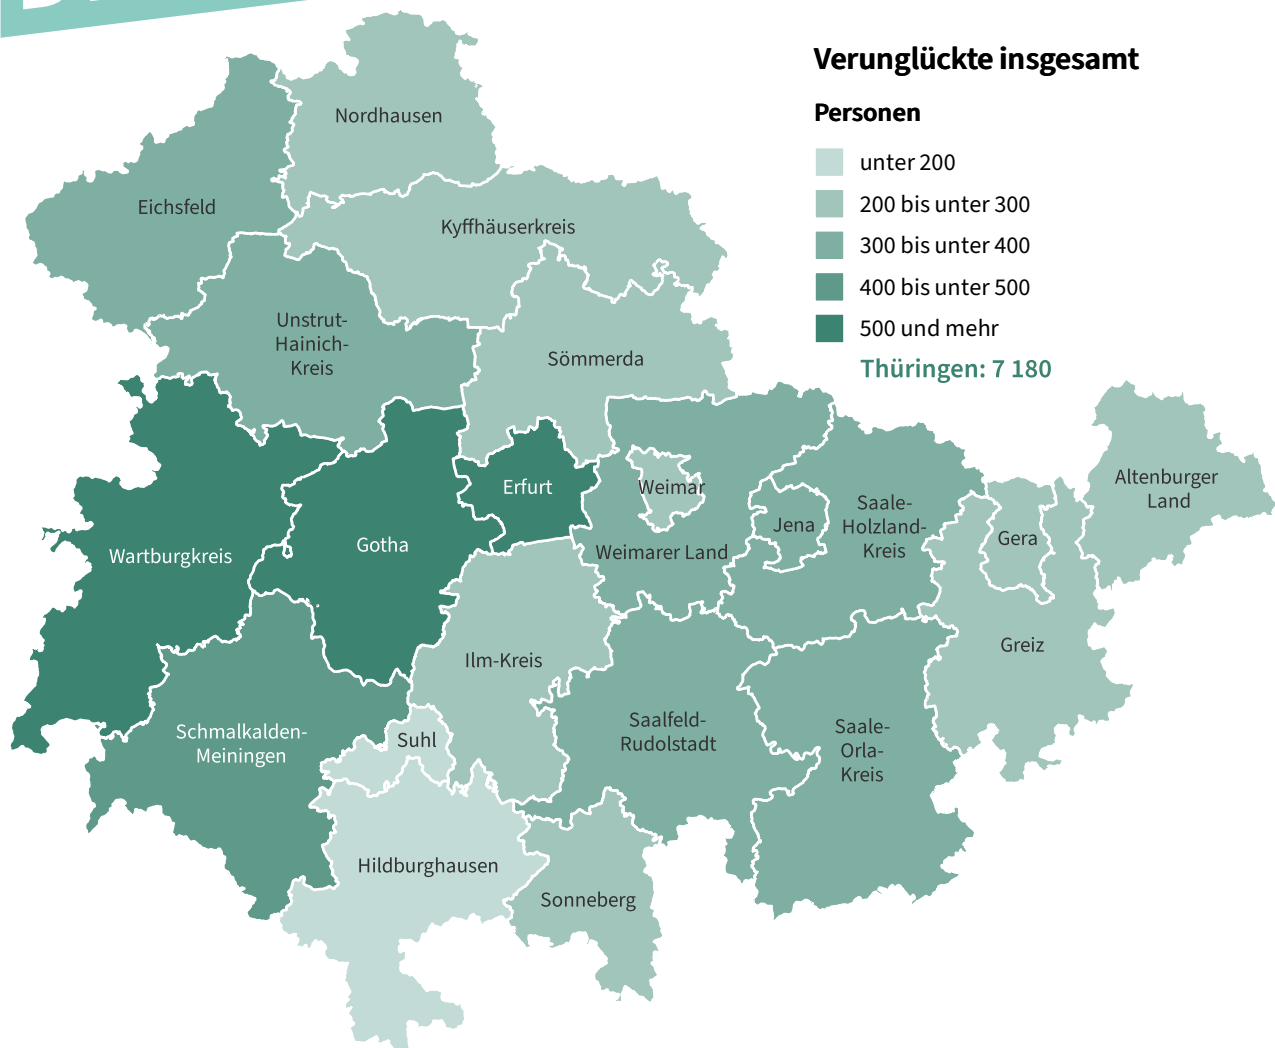 Verunglückte insgesamt
Personen
unter 200
200 bis unter 300
300 bis unter 400
400 bis unter 500
500 und mehr
Thüringen: 7 180
Nordhausen
Eichsfeld
Kyffhäuserkreis
Unstrut-
Hainich-
Kreis
Sömmerda
Altenburger
Land
Erfurt
Weimar
Saale-
Holzland-
Kreis
Jena
Gera
Gotha
Wartburgkreis
Weimarer Land
Greiz
Ilm-Kreis
Schmalkalden-
Meiningen
Suhl
Saalfeld-
Rudolstadt
Saale-
Orla-
Kreis
Hildburghausen
Sonneberg